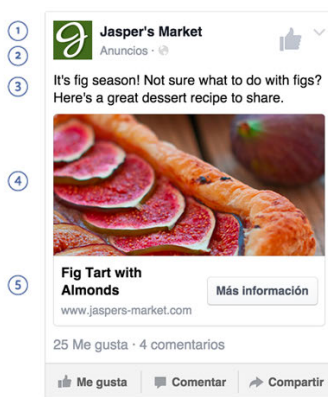 1
Jasper's Market
2
Anuncios ·
3
It's fig season! Not sure what to do with figs?
Here's a great dessert recipe to share.
4
5
Fig Tart with
Almonds
Más información
www.jaspers-market.com
25 Me gusta · 4 comentarios
Me gusta Comentar Compartir